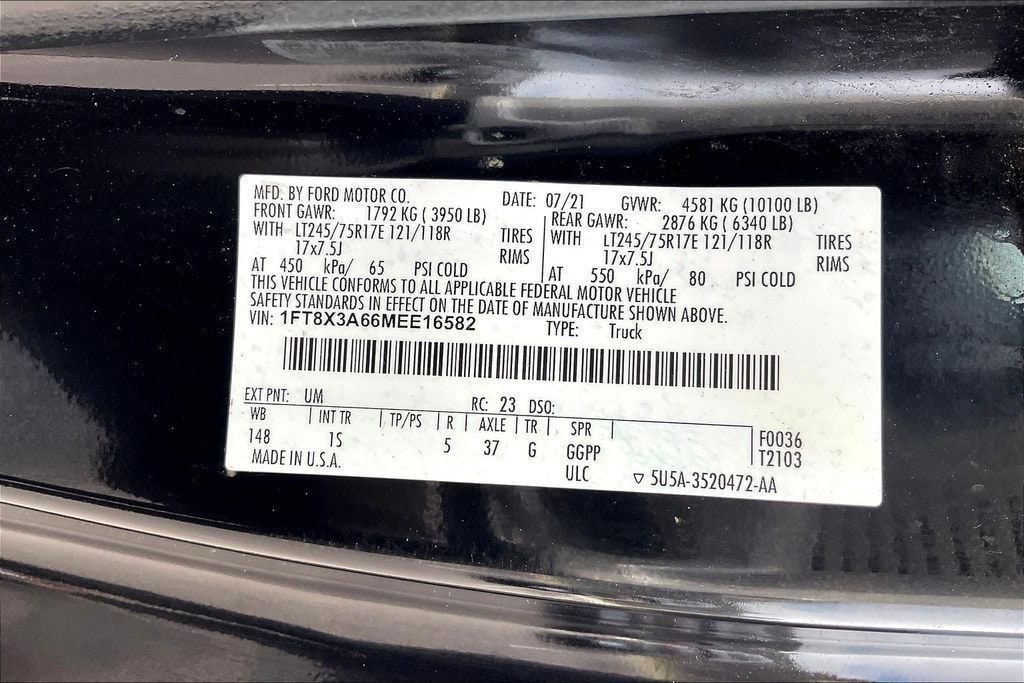 MFD. BY FORD MOTOR CO. DATE: 07/21 GVWR: 4581 KG (10100 LB)
FRONT GAWR: 1792 KG ( 3950 LB) REAR GAWR: 2876 KG ( 6340 LB)
WITH LT245/75R17E 121/118R TIRES WITH LT245/75R17E 121/118R TIRES
17x7.5J RIMS 17x7.5J RIMS
AT 450 kPa/ 65 PSI COLD AT 550 kPa/ 80 PSI COLD
THIS VEHICLE CONFORMS TO ALL APPLICABLE FEDERAL MOTOR VEHICLE
SAFETY STANDARDS IN EFFECT ON THE DATE OF MANUFACTURE SHOWN ABOVE.
VIN: 1FT8X3A66MEE16582 TYPE: Truck
EXT PNT: UM RC: 23 DSO:
WB INT TR TP/PS R AXLE TR SPR
148 1S 5 37 G GGPP F0036
MADE IN U.S.A. ULC T2103
5U5A-3520472-AA